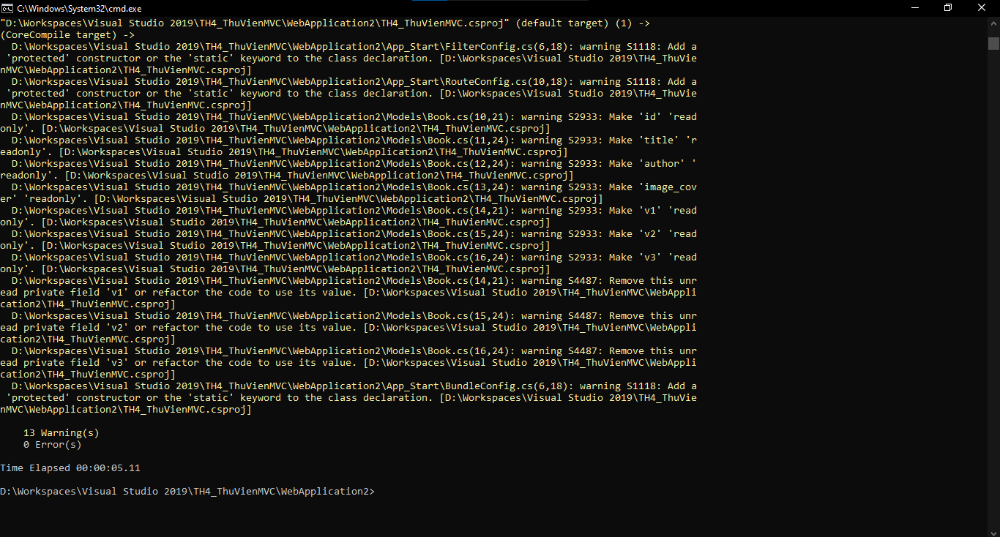 C:\Windows\System32\cmd.exe
"D:\Workspaces\Visual Studio 2019\TH4_ThuVienMVC\WebApplication2\TH4_ThuVienMVC.csproj" (default target) (1) ->
(CoreCompile target) ->
  D:\Workspaces\Visual Studio 2019\TH4_ThuVienMVC\WebApplication2\App_Start\FilterConfig.cs(6,18): warning S1118: Add a
 'protected' constructor or the 'static' keyword to the class declaration. [D:\Workspaces\Visual Studio 2019\TH4_ThuVie
nMVC\WebApplication2\TH4_ThuVienMVC.csproj]
  D:\Workspaces\Visual Studio 2019\TH4_ThuVienMVC\WebApplication2\App_Start\RouteConfig.cs(10,18): warning S1118: Add a
 'protected' constructor or the 'static' keyword to the class declaration. [D:\Workspaces\Visual Studio 2019\TH4_ThuVie
nMVC\WebApplication2\TH4_ThuVienMVC.csproj]
  D:\Workspaces\Visual Studio 2019\TH4_ThuVienMVC\WebApplication2\Models\Book.cs(10,21): warning S2933: Make 'id' 'read
only'. [D:\Workspaces\Visual Studio 2019\TH4_ThuVienMVC\WebApplication2\TH4_ThuVienMVC.csproj]
  D:\Workspaces\Visual Studio 2019\TH4_ThuVienMVC\WebApplication2\Models\Book.cs(11,24): warning S2933: Make 'title' 'r
eadonly'. [D:\Workspaces\Visual Studio 2019\TH4_ThuVienMVC\WebApplication2\TH4_ThuVienMVC.csproj]
  D:\Workspaces\Visual Studio 2019\TH4_ThuVienMVC\WebApplication2\Models\Book.cs(12,24): warning S2933: Make 'author' '
readonly'. [D:\Workspaces\Visual Studio 2019\TH4_ThuVienMVC\WebApplication2\TH4_ThuVienMVC.csproj]
  D:\Workspaces\Visual Studio 2019\TH4_ThuVienMVC\WebApplication2\Models\Book.cs(13,24): warning S2933: Make 'image_cov
er' 'readonly'. [D:\Workspaces\Visual Studio 2019\TH4_ThuVienMVC\WebApplication2\TH4_ThuVienMVC.csproj]
  D:\Workspaces\Visual Studio 2019\TH4_ThuVienMVC\WebApplication2\Models\Book.cs(14,21): warning S2933: Make 'v1' 'read
only'. [D:\Workspaces\Visual Studio 2019\TH4_ThuVienMVC\WebApplication2\TH4_ThuVienMVC.csproj]
  D:\Workspaces\Visual Studio 2019\TH4_ThuVienMVC\WebApplication2\Models\Book.cs(15,24): warning S2933: Make 'v2' 'read
only'. [D:\Workspaces\Visual Studio 2019\TH4_ThuVienMVC\WebApplication2\TH4_ThuVienMVC.csproj]
  D:\Workspaces\Visual Studio 2019\TH4_ThuVienMVC\WebApplication2\Models\Book.cs(16,24): warning S2933: Make 'v3' 'read
only'. [D:\Workspaces\Visual Studio 2019\TH4_ThuVienMVC\WebApplication2\TH4_ThuVienMVC.csproj]
  D:\Workspaces\Visual Studio 2019\TH4_ThuVienMVC\WebApplication2\Models\Book.cs(14,21): warning S4487: Remove this unr
ead private field 'v1' or refactor the code to use its value. [D:\Workspaces\Visual Studio 2019\TH4_ThuVienMVC\WebAppli
cation2\TH4_ThuVienMVC.csproj]
  D:\Workspaces\Visual Studio 2019\TH4_ThuVienMVC\WebApplication2\Models\Book.cs(15,24): warning S4487: Remove this unr
ead private field 'v2' or refactor the code to use its value. [D:\Workspaces\Visual Studio 2019\TH4_ThuVienMVC\WebAppli
cation2\TH4_ThuVienMVC.csproj]
  D:\Workspaces\Visual Studio 2019\TH4_ThuVienMVC\WebApplication2\Models\Book.cs(16,24): warning S4487: Remove this unr
ead private field 'v3' or refactor the code to use its value. [D:\Workspaces\Visual Studio 2019\TH4_ThuVienMVC\WebAppli
cation2\TH4_ThuVienMVC.csproj]
  D:\Workspaces\Visual Studio 2019\TH4_ThuVienMVC\WebApplication2\App_Start\BundleConfig.cs(6,18): warning S1118: Add a
 'protected' constructor or the 'static' keyword to the class declaration. [D:\Workspaces\Visual Studio 2019\TH4_ThuVie
nMVC\WebApplication2\TH4_ThuVienMVC.csproj]
    13 Warning(s)
    0 Error(s)
Time Elapsed 00:00:05.11
D:\Workspaces\Visual Studio 2019\TH4_ThuVienMVC\WebApplication2>